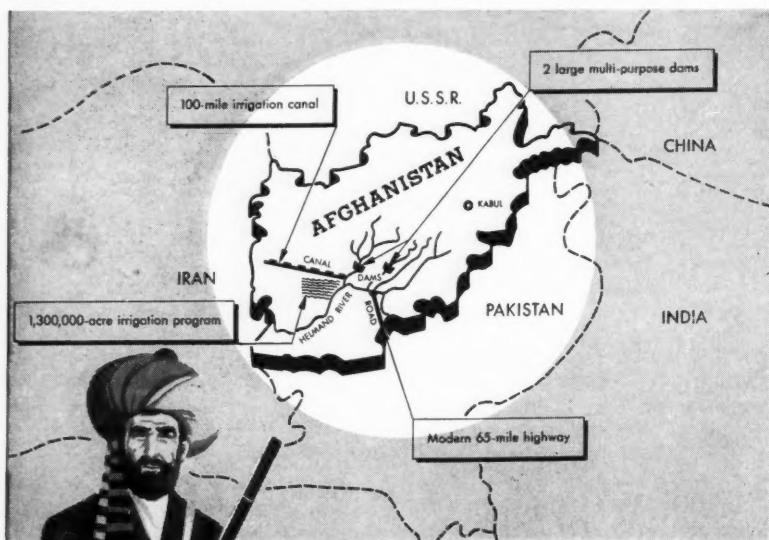 2 large multi-purpose dams
100-mile irrigation canal
U.S.S.R.
CHINA
AFGHANISTAN
KABUL
CANAL
DAMS
IRAN
PAKISTAN
INDIA
1,300,000-acre irrigation program
HELMAND RIVER
ROAD
Modern 65-mile highway